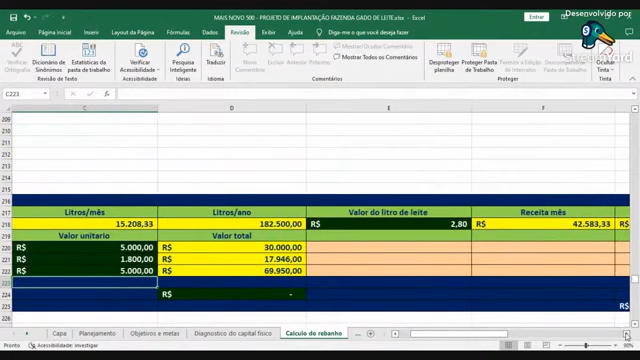 Desenvolvido por
StreamYard
MAIS NOVO 500 - PROJETO DE IMPLANTAÇÃO FAZENDA GADO DE LEITE.xlsx - Excel
Entrar
Arquivo Página Inicial Inserir Layout da Página Fórmulas Dados Revisão Exibir Ajuda Diga-me o que você deseja fazer
Verificar Ortografia
Dicionário de Sinônimos
Estatísticas da pasta de trabalho
Verificar Acessibilidade
Pesquisa Inteligente
Traduzir
Novo Comentário
Excluir Anterior Próximo
Mostrar/Ocultar Comentário
Mostrar Todos os Comentários
Desproteger planilha
Proteger Pasta de Trabalho
Permitir a Edição de Intervalos
Ocultar Tinta
Revisão de Texto Acessibilidade Ideias Idioma Comentários Proteger Tinta
C223 fx
C D E F
209
210
211
212
213
214
215
216
217 Litros/mês Litros/ano Valor do litro de leite Receita mês
218 15.208,33 182.500,00 R$ 2,80 R$ 42.583,33 R$
219 Valor unitario Valor total
220 R$ 5.000,00 R$ 30.000,00
221 R$ 1.800,00 R$ 17.946,00
222 R$ 5.000,00 R$ 69.950,00
223
224 R$ -
225 R$
226
Capa Planejamento Objetivos e metas Diagnostico do capital físico Calculo do rebanho ...
Pronto Acessibilidade: investigar 90%